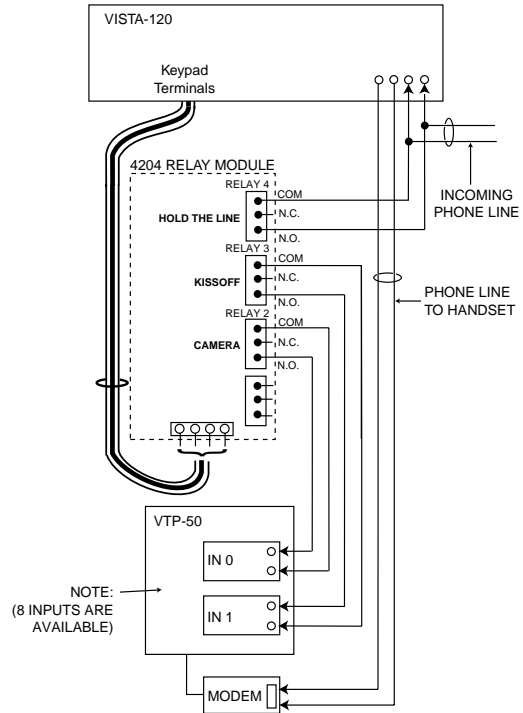 VISTA-120
Keypad
Terminals
4204 RELAY MODULE
RELAY 4
COM
HOLD THE LINE
N.C.
N.O.
INCOMING
PHONE LINE
RELAY 3
COM
KISSOFF
N.C.
N.O.
PHONE LINE
TO HANDSET
RELAY 2
COM
CAMERA
N.C.
N.O.
VTP-50
IN 0
NOTE:
(8 INPUTS ARE
AVAILABLE)
IN 1
MODEM